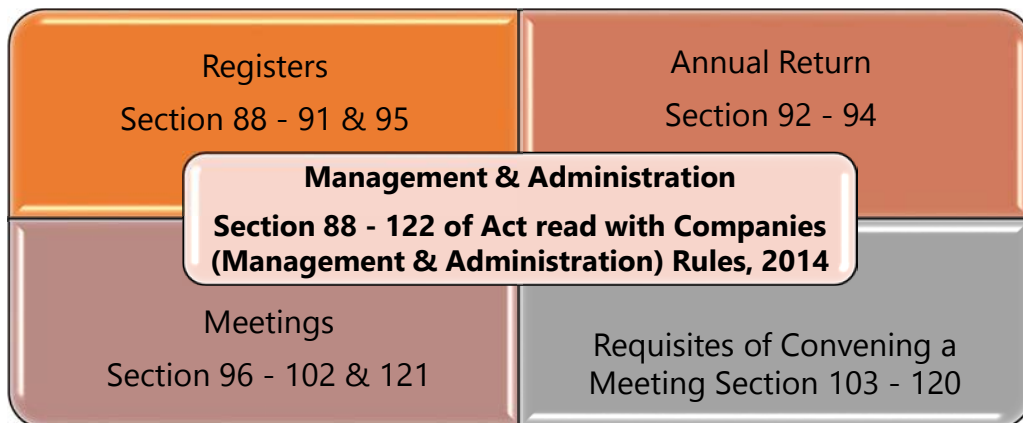 Registers
Section 88 - 91 & 95
Annual Return
Section 92 - 94
Management & Administration
Section 88 - 122 of Act read with Companies
(Management & Administration) Rules, 2014
Meetings
Section 96 - 102 & 121
Requisites of Convening a
Meeting Section 103 - 120